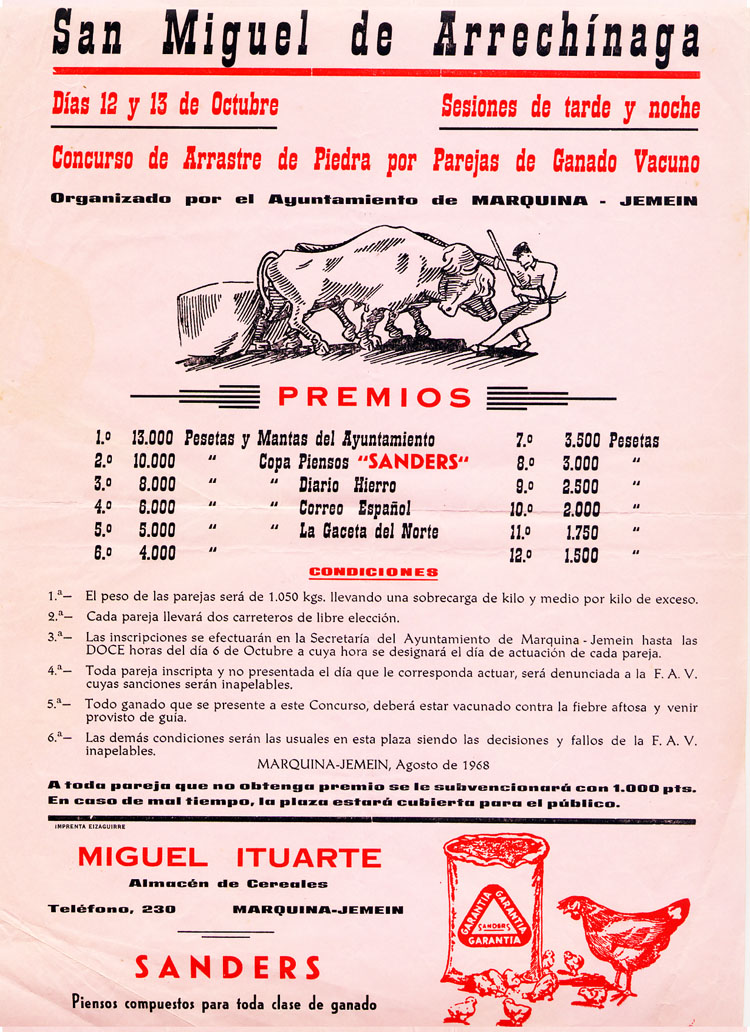 San Miguel de Arrechínaga
Días 12 y 13 de Octubre
Sesiones de tarde y noche
Concurso de Arrastre de Piedra por Parejas de Ganado Vacuno
Organizado por el Ayuntamiento de MARQUINA - JEMEIN
PREMIOS
1.º 13.000 Pesetas y Mantas del Ayuntamiento
2.º 10.000 " Copa Piensos "SANDERS"
3.º 8.000 " " Diario Hierro
4.º 6.000 " " Correo Español
5.º 5.000 " " La Gaceta del Norte
6.º 4.000 "
7.º 3.500 Pesetas
8.º 3.000 "
9.º 2.500 "
10.º 2.000 "
11.º 1.750 "
12.º 1.500 "
CONDICIONES
1.ª— El peso de las parejas será de 1.050 kgs. llevando una sobrecarga de kilo y medio por kilo de exceso.
2.ª— Cada pareja llevará dos carreteros de libre elección.
3.ª— Las inscripciones se efectuarán en la Secretaría del Ayuntamiento de Marquina - Jemein hasta las
DOCE horas del día 6 de Octubre a cuya hora se designará el día de actuación de cada pareja.
4.ª— Toda pareja inscripta y no presentada el día que le corresponda actuar, será denunciada a la F. A. V.
cuyas sanciones serán inapelables.
5.ª— Todo ganado que se presente a este Concurso, deberá estar vacunado contra la fiebre aftosa y venir
provisto de guía.
6.ª— Las demás condiciones serán las usuales en esta plaza siendo las decisiones y fallos de la F. A. V.
inapelables.
MARQUINA-JEMEIN, Agosto de 1968
A toda pareja que no obtenga premio se le subvencionará con 1.000 pts.
En caso de mal tiempo, la plaza estará cubierta para el público.
IMPRENTA EIZAGUIRRE
MIGUEL ITUARTE
Almacén de Cereales
Teléfono, 230 MARQUINA-JEMEIN
SANDERS
Piensos compuestos para toda clase de ganado
GARANTIA
GARANTIA
SANDERS
GARANTIA